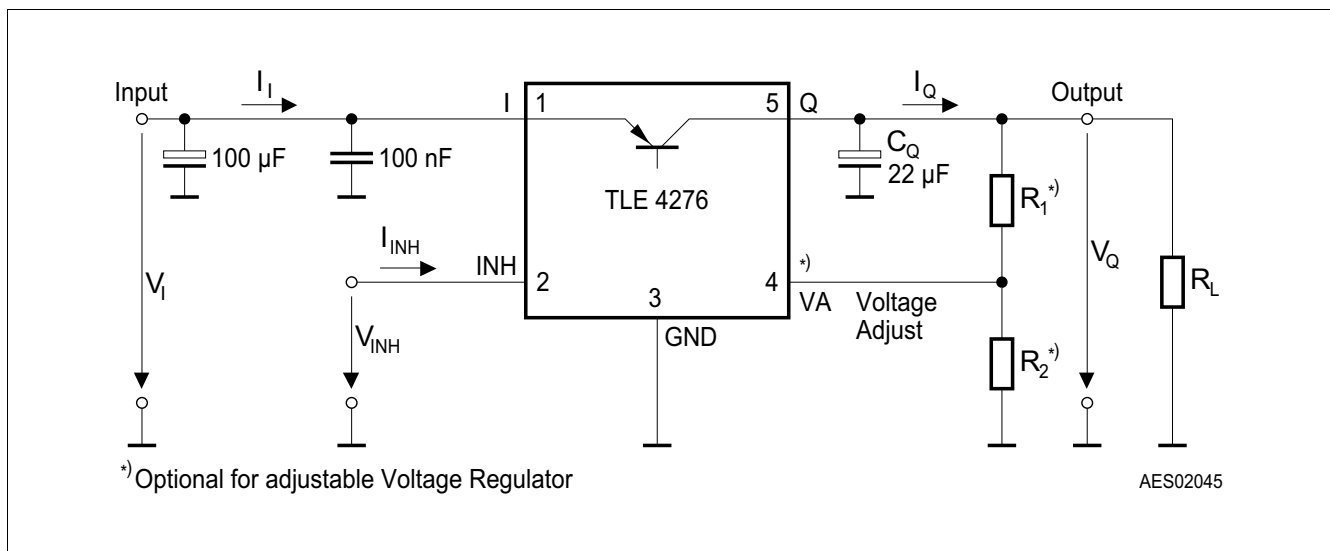 Input
I_I
I
1
5
Q
I_Q
Output
100 µF
100 nF
TLE 4276
C_Q
22 µF
R_1*)
I_INH
INH
2
3
4
*)
VA
Voltage
Adjust
V_I
V_INH
GND
R_2*)
V_Q
R_L
*)Optional for adjustable Voltage Regulator
AES02045